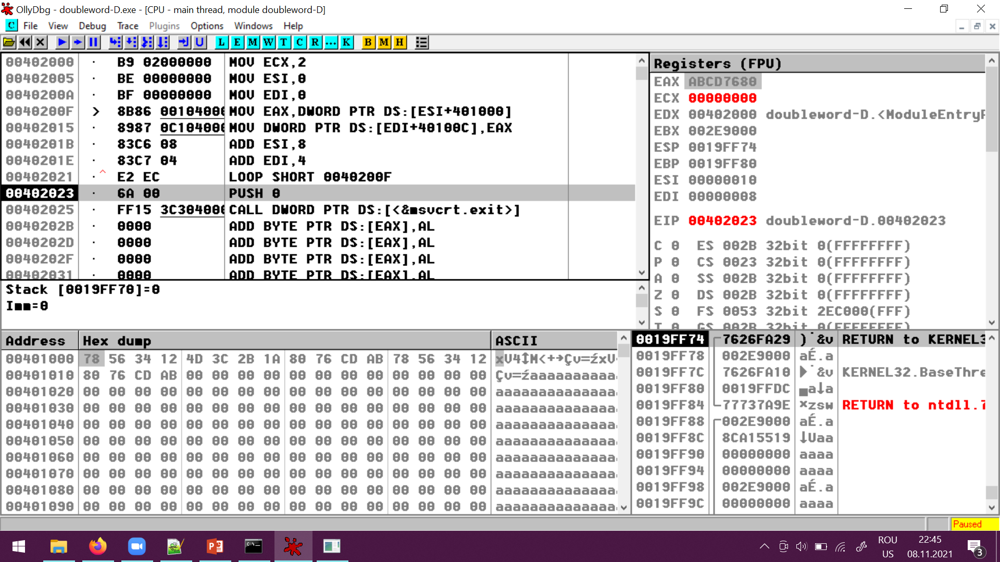 OllyDbg - doubleword-D.exe - [CPU - main thread, module doubleword-D]
C File View Debug Trace Plugins Options Windows Help
L E M W T C R ... K B M H
00402000 · B9 02000000 MOV ECX,2
00402005 · BE 00000000 MOV ESI,0
0040200A · BF 00000000 MOV EDI,0
0040200F > 8B86 00104000 MOV EAX,DWORD PTR DS:[ESI+401000]
00402015 · 8987 0C104000 MOV DWORD PTR DS:[EDI+40100C],EAX
0040201B · 83C6 08 ADD ESI,8
0040201E · 83C7 04 ADD EDI,4
00402021 ·^ E2 EC LOOP SHORT 0040200F
00402023 · 6A 00 PUSH 0
00402025 · FF15 3C304000 CALL DWORD PTR DS:[<&msvcrt.exit>]
0040202B · 0000 ADD BYTE PTR DS:[EAX],AL
0040202D · 0000 ADD BYTE PTR DS:[EAX],AL
0040202F · 0000 ADD BYTE PTR DS:[EAX],AL
00402031 · 0000 ADD BYTE PTR DS:[EAX],AL
Stack [0019FF70]=0
Imm=0
Registers (FPU)
EAX ABCD7680
ECX 00000000
EDX 00402000 doubleword-D.<ModuleEntryP
EBX 002E9000
ESP 0019FF74
EBP 0019FF80
ESI 00000010
EDI 00000008
EIP 00402023 doubleword-D.00402023
C 0 ES 002B 32bit 0(FFFFFFFF)
P 0 CS 0023 32bit 0(FFFFFFFF)
A 0 SS 002B 32bit 0(FFFFFFFF)
Z 0 DS 002B 32bit 0(FFFFFFFF)
S 0 FS 0053 32bit 2EC000(FFF)
T 0 GS 002B 32bit 0(FFFFFFFF)
Address Hex dump ASCII
00401000 78 56 34 12 4D 3C 2B 1A 80 76 CD AB 78 56 34 12 xV4↕M<+→Çv=źxV
00401010 80 76 CD AB 00 00 00 00 00 00 00 00 00 00 00 00 Çv=źaaaaaaaaaa
00401020 00 00 00 00 00 00 00 00 00 00 00 00 00 00 00 00 aaaaaaaaaaaaaa
00401030 00 00 00 00 00 00 00 00 00 00 00 00 00 00 00 00 aaaaaaaaaaaaaa
00401040 00 00 00 00 00 00 00 00 00 00 00 00 00 00 00 00 aaaaaaaaaaaaaa
00401050 00 00 00 00 00 00 00 00 00 00 00 00 00 00 00 00 aaaaaaaaaaaaaa
00401060 00 00 00 00 00 00 00 00 00 00 00 00 00 00 00 00 aaaaaaaaaaaaaa
00401070 00 00 00 00 00 00 00 00 00 00 00 00 00 00 00 00 aaaaaaaaaaaaaa
00401080 00 00 00 00 00 00 00 00 00 00 00 00 00 00 00 00 aaaaaaaaaaaaaa
00401090 00 00 00 00 00 00 00 00 00 00 00 00 00 00 00 00 aaaaaaaaaaaaaa
0019FF74 7626FA29 )˙&v RETURN to KERNEL3
0019FF78 002E9000 aÉ.a
0019FF7C 7626FA10 ►˙&v KERNEL32.BaseThre
0019FF80 0019FFDC ▄a↓a
0019FF84 77737A9E ×zsw RETURN to ntdll.7
0019FF88 002E9000 aÉ.a
0019FF8C 8CA15519 ↓Uaa
0019FF90 00000000 aaaa
0019FF94 00000000 aaaa
0019FF98 002E9000 aÉ.a
0019FF9C 00000000 aaaa
Paused
ROU
US
22:45
08.11.2021
3